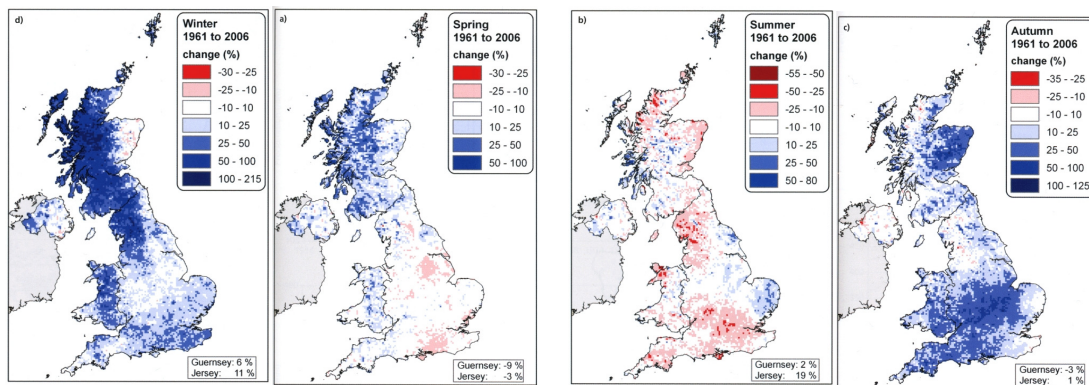 d)
Winter
1961 to 2006
change (%)
-30 - -25
-25 - -10
-10 - 10
10 - 25
25 - 50
50 - 100
100 - 215
Guernsey: 6 %
Jersey: 11 %
a)
Spring
1961 to 2006
change (%)
-30 - -25
-25 - -10
-10 - 10
10 - 25
25 - 50
50 - 100
Guernsey: -9 %
Jersey: -3 %
b)
Summer
1961 to 2006
change (%)
-55 - -50
-50 - -25
-25 - -10
-10 - 10
10 - 25
25 - 50
50 - 80
Guernsey: 2 %
Jersey: 19 %
c)
Autumn
1961 to 2006
change (%)
-35 - -25
-25 - -10
-10 - 10
10 - 25
25 - 50
50 - 100
100 - 125
Guernsey: -3 %
Jersey: 1 %